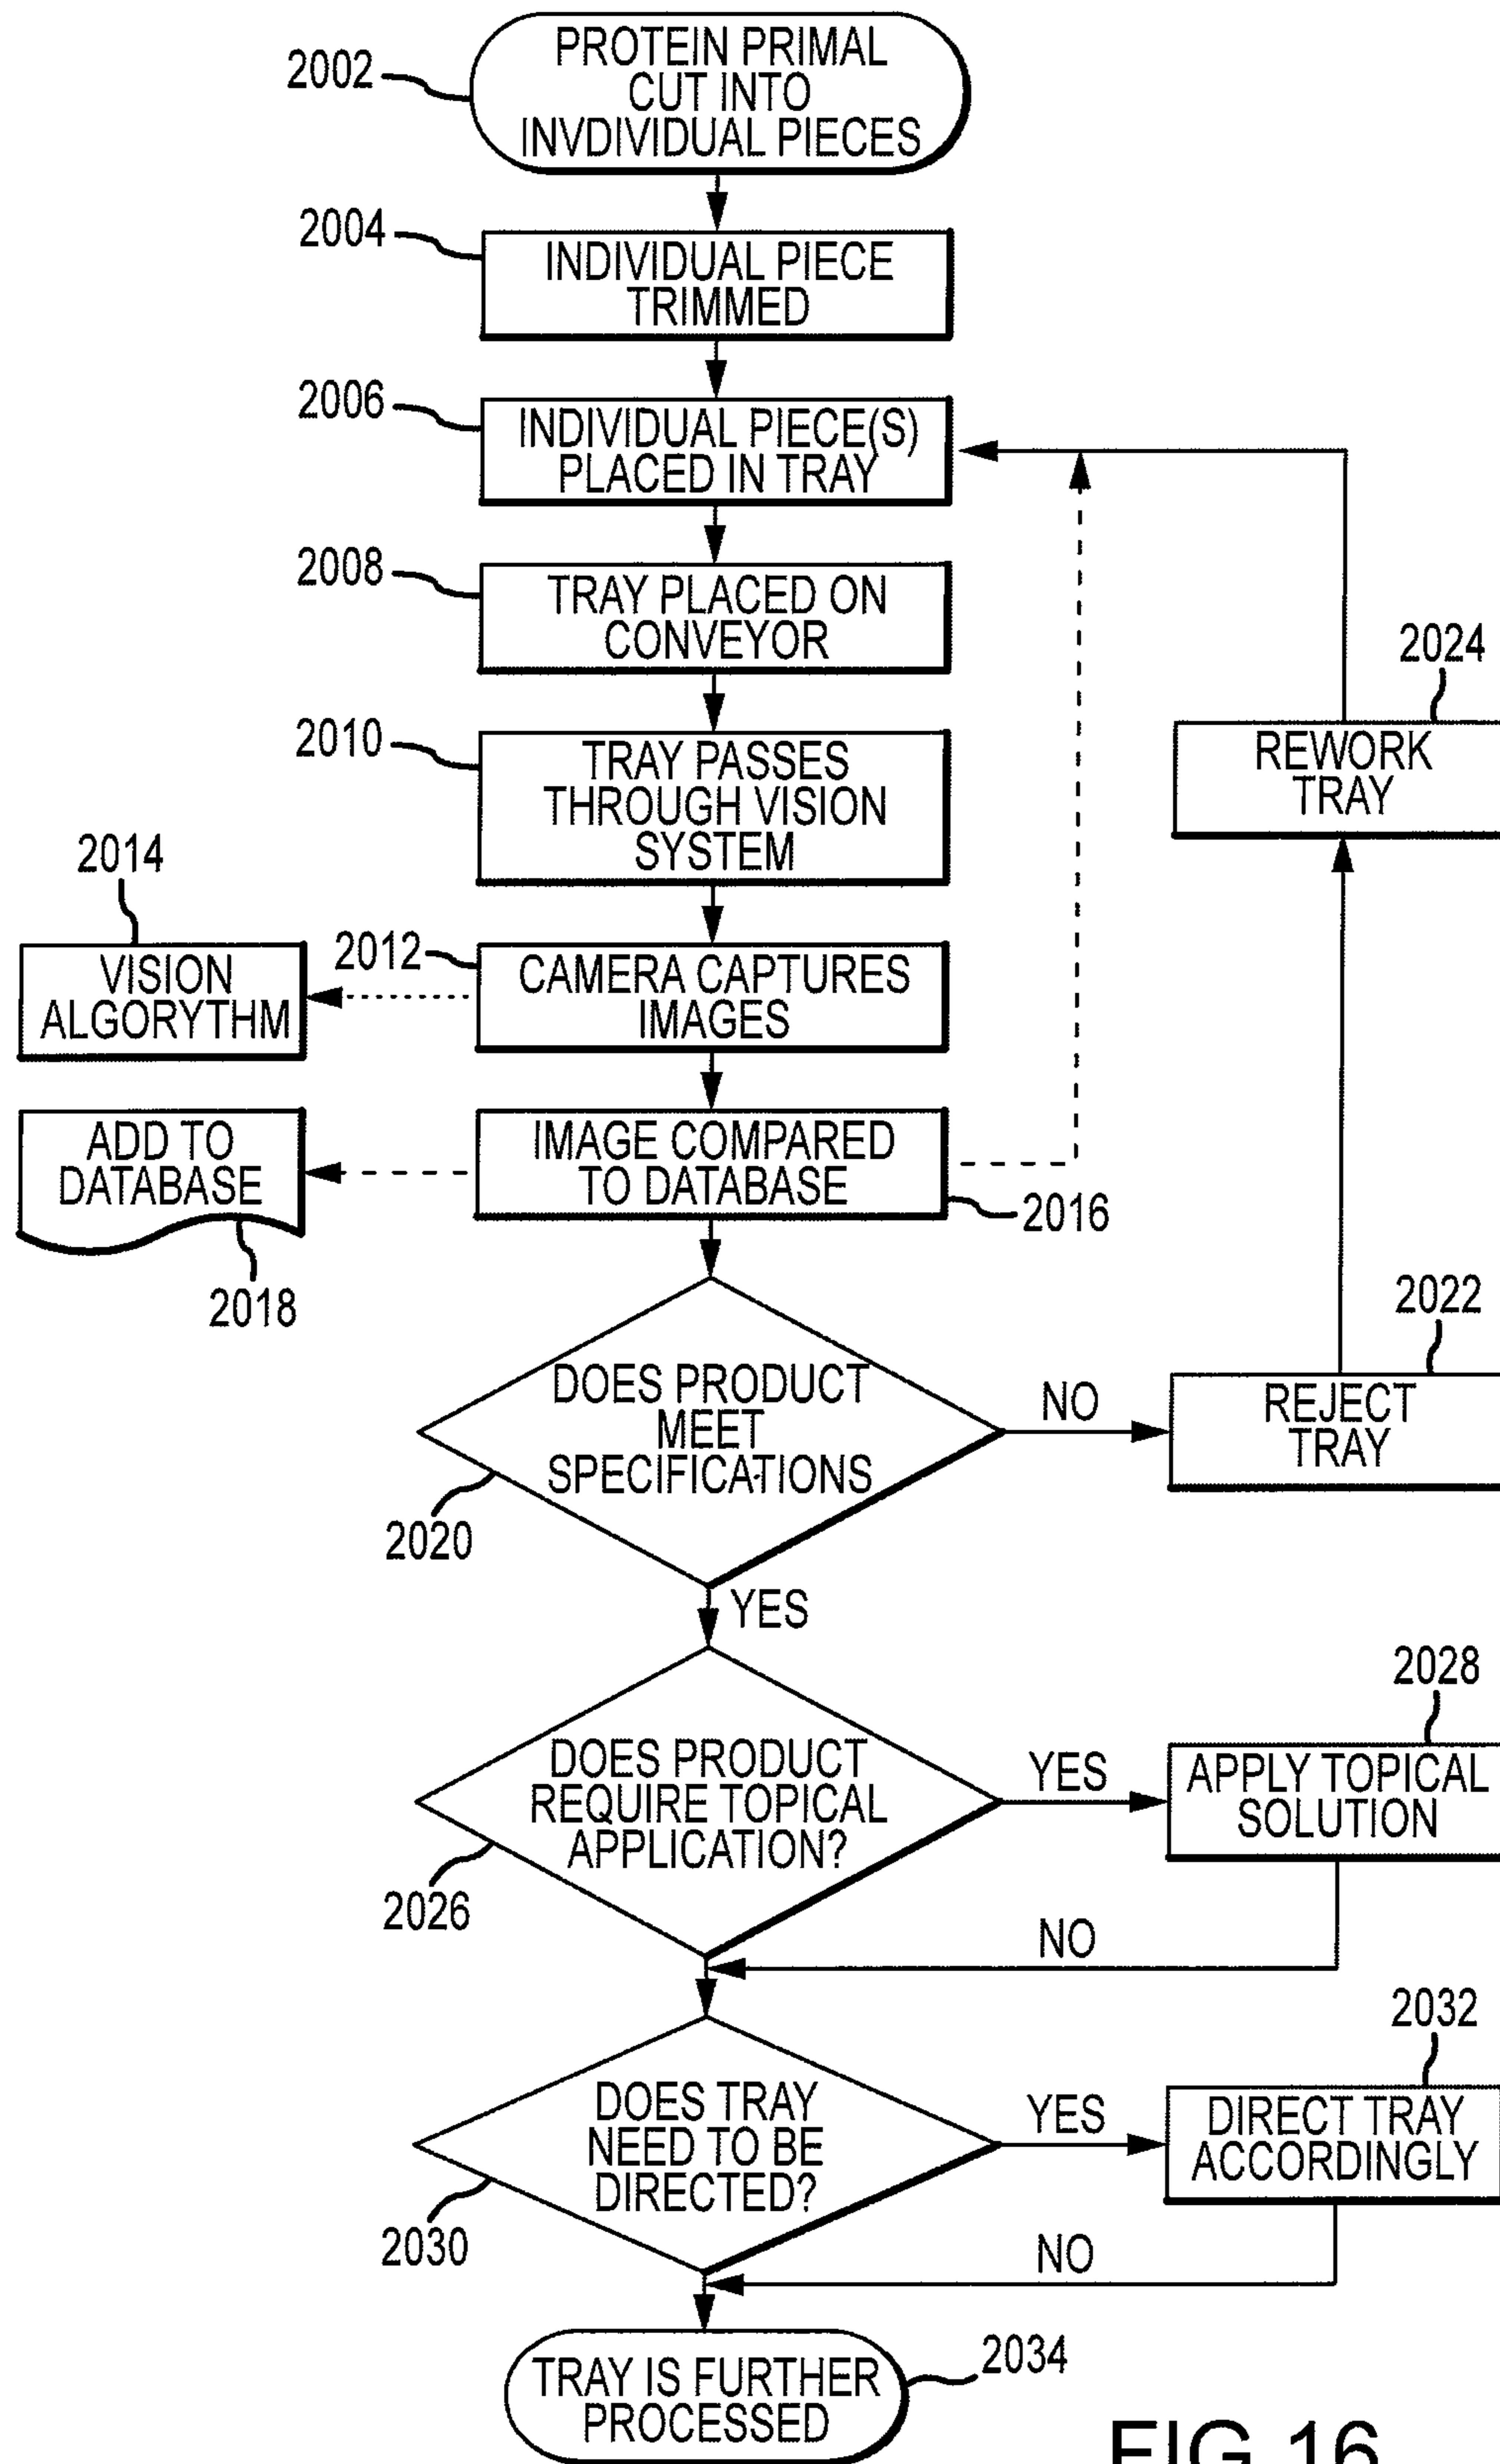 2002
PROTEIN PRIMAL
CUT INTO
INVDIVIDUAL PIECES
2004
INDIVIDUAL PIECE
TRIMMED
2006
INDIVIDUAL PIECE(S)
PLACED IN TRAY
2008
TRAY PLACED ON
CONVEYOR
2024
REWORK
TRAY
2010
TRAY PASSES
THROUGH VISION
SYSTEM
2014
VISION
ALGORYTHM
2012
CAMERA CAPTURES
IMAGES
ADD TO
DATABASE
2018
IMAGE COMPARED
TO DATABASE
2016
DOES PRODUCT
MEET
SPECIFICATIONS
2020
NO
2022
REJECT
TRAY
YES
DOES PRODUCT
REQUIRE TOPICAL
APPLICATION?
2026
YES
2028
APPLY TOPICAL
SOLUTION
NO
DOES TRAY
NEED TO BE
DIRECTED?
2030
YES
2032
DIRECT TRAY
ACCORDINGLY
NO
TRAY IS FURTHER
PROCESSED
2034
FIG.16